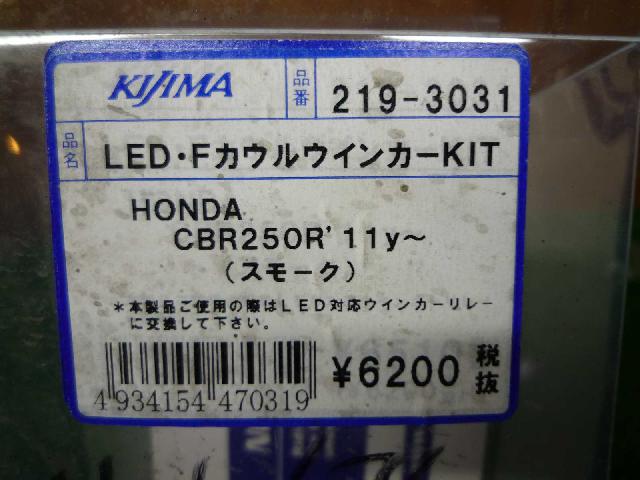 KIJIMA
品番
219-3031
品名
LED・FカウルウインカーKIT
HONDA
CBR250R'11y~
(スモーク)
*本製品ご使用の際はLED対応ウインカーリレー
に交換して下さい。
¥6200 税抜
4 934154 470319